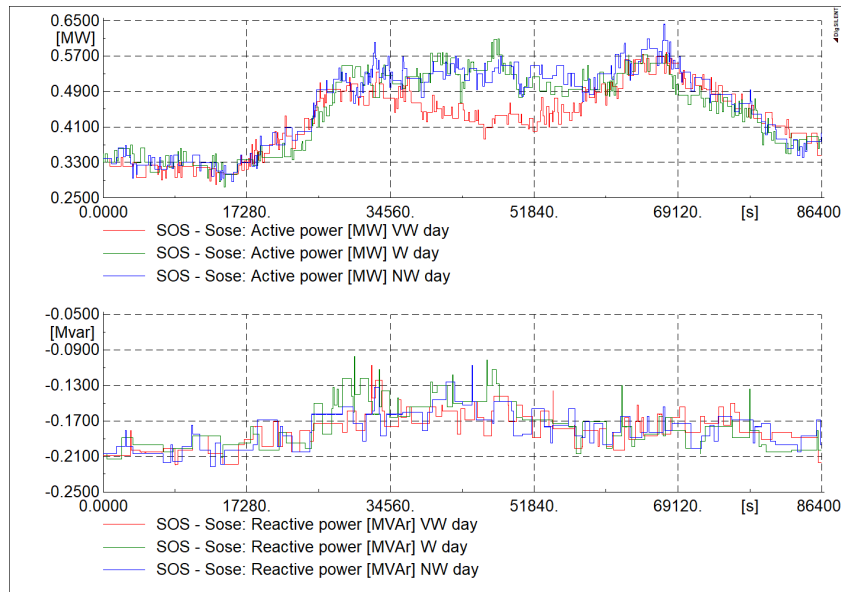 DIgSILENT
0.6500
[MW]
0.5700
0.4900
0.4100
0.3300
0.2500
0.0000 17280. 34560. 51840. 69120. [s] 86400
SOS - Sose: Active power [MW] VW day
SOS - Sose: Active power [MW] W day
SOS - Sose: Active power [MW] NW day
-0.0500
[Mvar]
-0.0900
-0.1300
-0.1700
-0.2100
-0.2500
0.0000 17280. 34560. 51840. 69120. [s] 86400
SOS - Sose: Reactive power [MVAr] VW day
SOS - Sose: Reactive power [MVAr] W day
SOS - Sose: Reactive power [MVAr] NW day